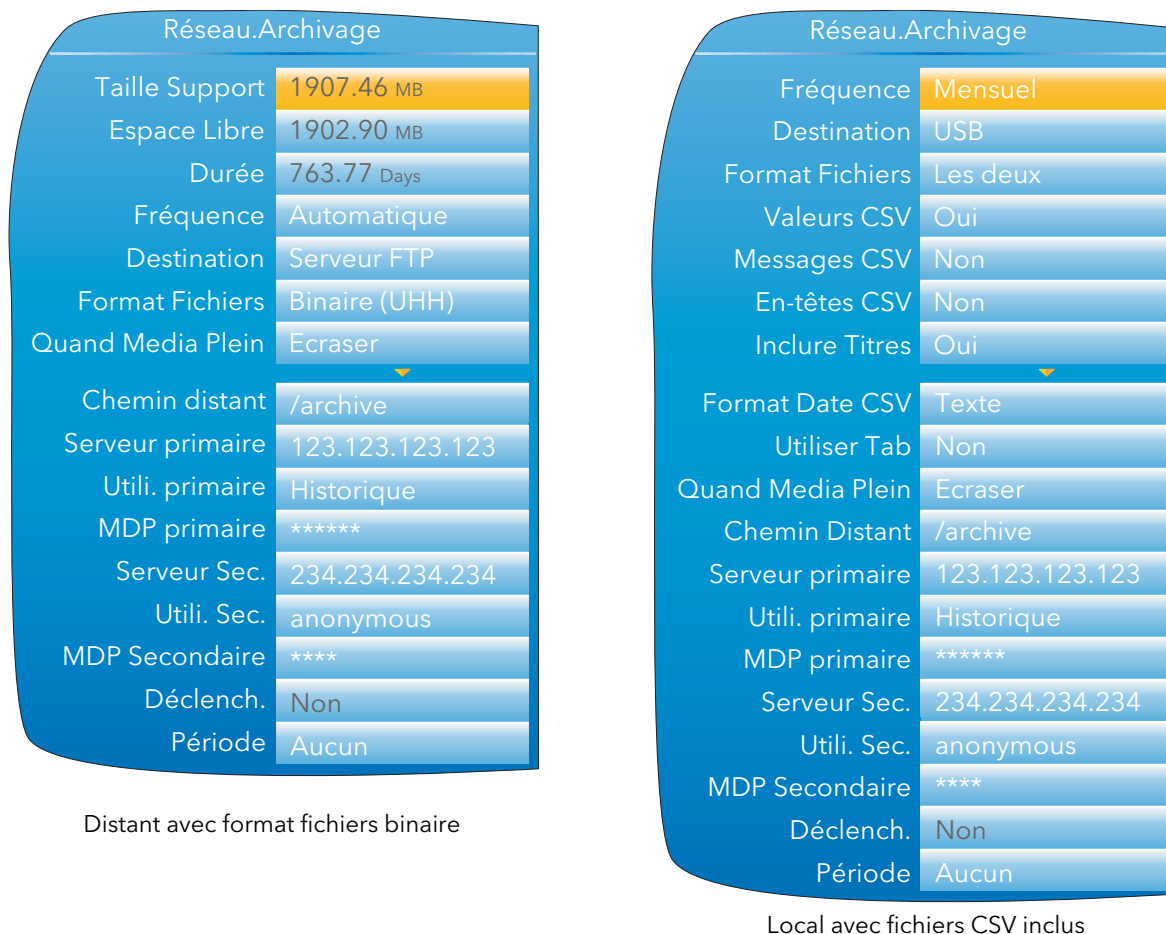 Réseau.Archivage
Taille Support 1907.46 MB
Espace Libre 1902.90 MB
Durée 763.77 Days
Fréquence Automatique
Destination Serveur FTP
Format Fichiers Binaire (UHH)
Quand Media Plein Ecraser
Chemin distant /archive
Serveur primaire 123.123.123.123
Utili. primaire Historique
MDP primaire ******
Serveur Sec. 234.234.234.234
Utili. Sec. anonymous
MDP Secondaire ****
Déclench. Non
Période Aucun
Distant avec format fichiers binaire
Réseau.Archivage
Fréquence Mensuel
Destination USB
Format Fichiers Les deux
Valeurs CSV Oui
Messages CSV Non
En-têtes CSV Non
Inclure Titres Oui
Format Date CSV Texte
Utiliser Tab Non
Quand Media Plein Ecraser
Chemin Distant /archive
Serveur primaire 123.123.123.123
Utili. primaire Historique
MDP primaire ******
Serveur Sec. 234.234.234.234
Utili. Sec. anonymous
MDP Secondaire ****
Déclench. Non
Période Aucun
Local avec fichiers CSV inclus